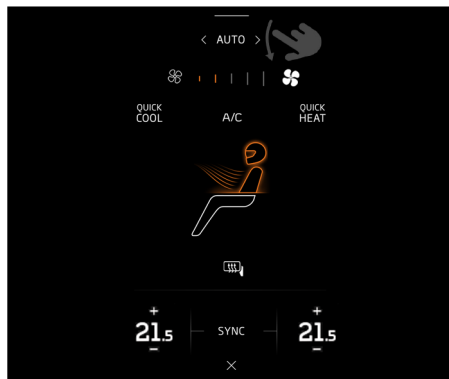 < AUTO >
QUICK
COOL
A/C
QUICK
HEAT
+
21.5
−
SYNC
+
21.5
−